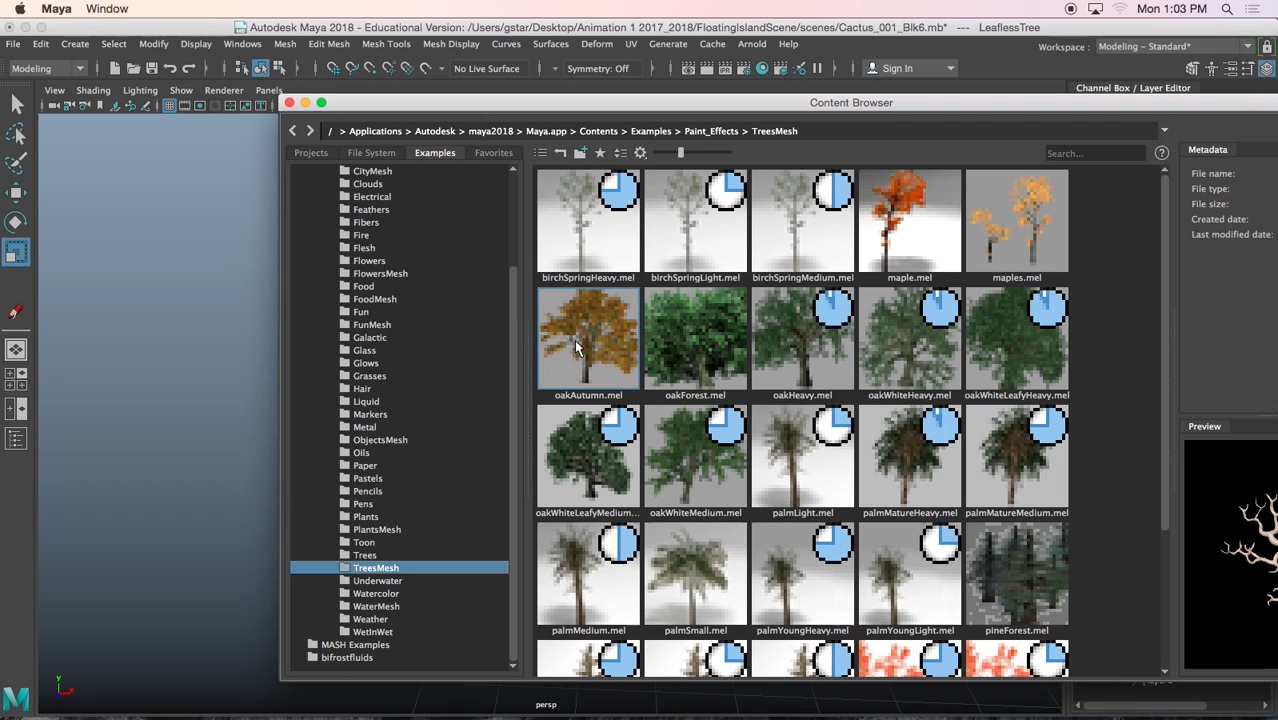 Maya Window Mon 1:03 PM
Autodesk Maya 2018 - Educational Version: /Users/gstar/Desktop/Animation 1 2017_2018/FloatingIslandScene/scenes/Cactus_001_Blk6.mb* --- LeaflessTree
File Edit Create Select Modify Display Windows Mesh Edit Mesh Mesh Tools Mesh Display Curves Surfaces Deform UV Generate Cache Arnold Help Workspace : Modeling - Standard*
Modeling No Live Surface Symmetry: Off Sign In
View Shading Lighting Show Renderer Panels Channel Box / Layer Editor
Content Browser
/ > Applications > Autodesk > maya2018 > Maya.app > Contents > Examples > Paint_Effects > TreesMesh
Projects File System Examples Favorites Search... ? Metadata
CityMesh
Clouds
Electrical
Feathers
Fibers
Fire
Flesh
Flowers
FlowersMesh
Food
FoodMesh
Fun
FunMesh
Galactic
Glass
Glows
Grasses
Hair
Liquid
Markers
Metal
ObjectsMesh
Oils
Paper
Pastels
Pencils
Pens
Plants
PlantsMesh
Toon
Trees
TreesMesh
Underwater
Watercolor
WaterMesh
Weather
WetInWet
MASH Examples
bifrostfluids
birchSpringHeavy.mel birchSpringLight.mel birchSpringMedium.mel maple.mel maples.mel
oakAutumn.mel oakForest.mel oakHeavy.mel oakWhiteHeavy.mel oakWhiteLeafyHeavy.mel
oakWhiteLeafyMedium... oakWhiteMedium.mel palmLight.mel palmMatureHeavy.mel palmMatureMedium.mel
palmMedium.mel palmSmall.mel palmYoungHeavy.mel palmYoungLight.mel pineForest.mel
File name:
File type:
File size:
Created date:
Last modified date:
Preview
Y
persp